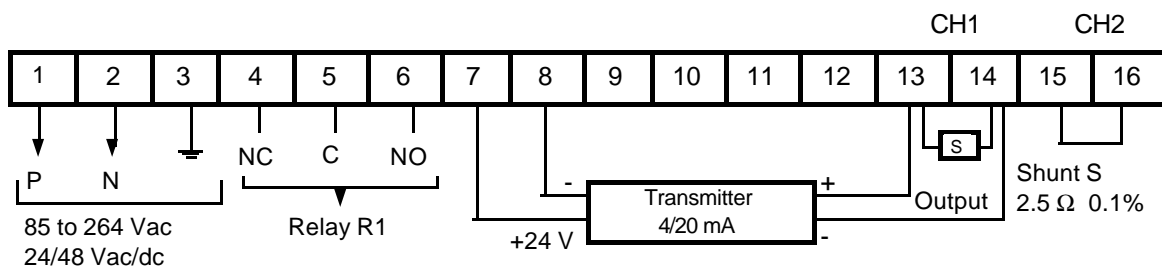 CH1 CH2
1 2 3 4 5 6 7 8 9 10 11 12 13 14 15 16
NC C NO
S
P N
- Transmitter +
Output
Shunt S
85 to 264 Vac
Relay R1
+24 V
4/20 mA
-
2.5 Ω 0.1%
24/48 Vac/dc